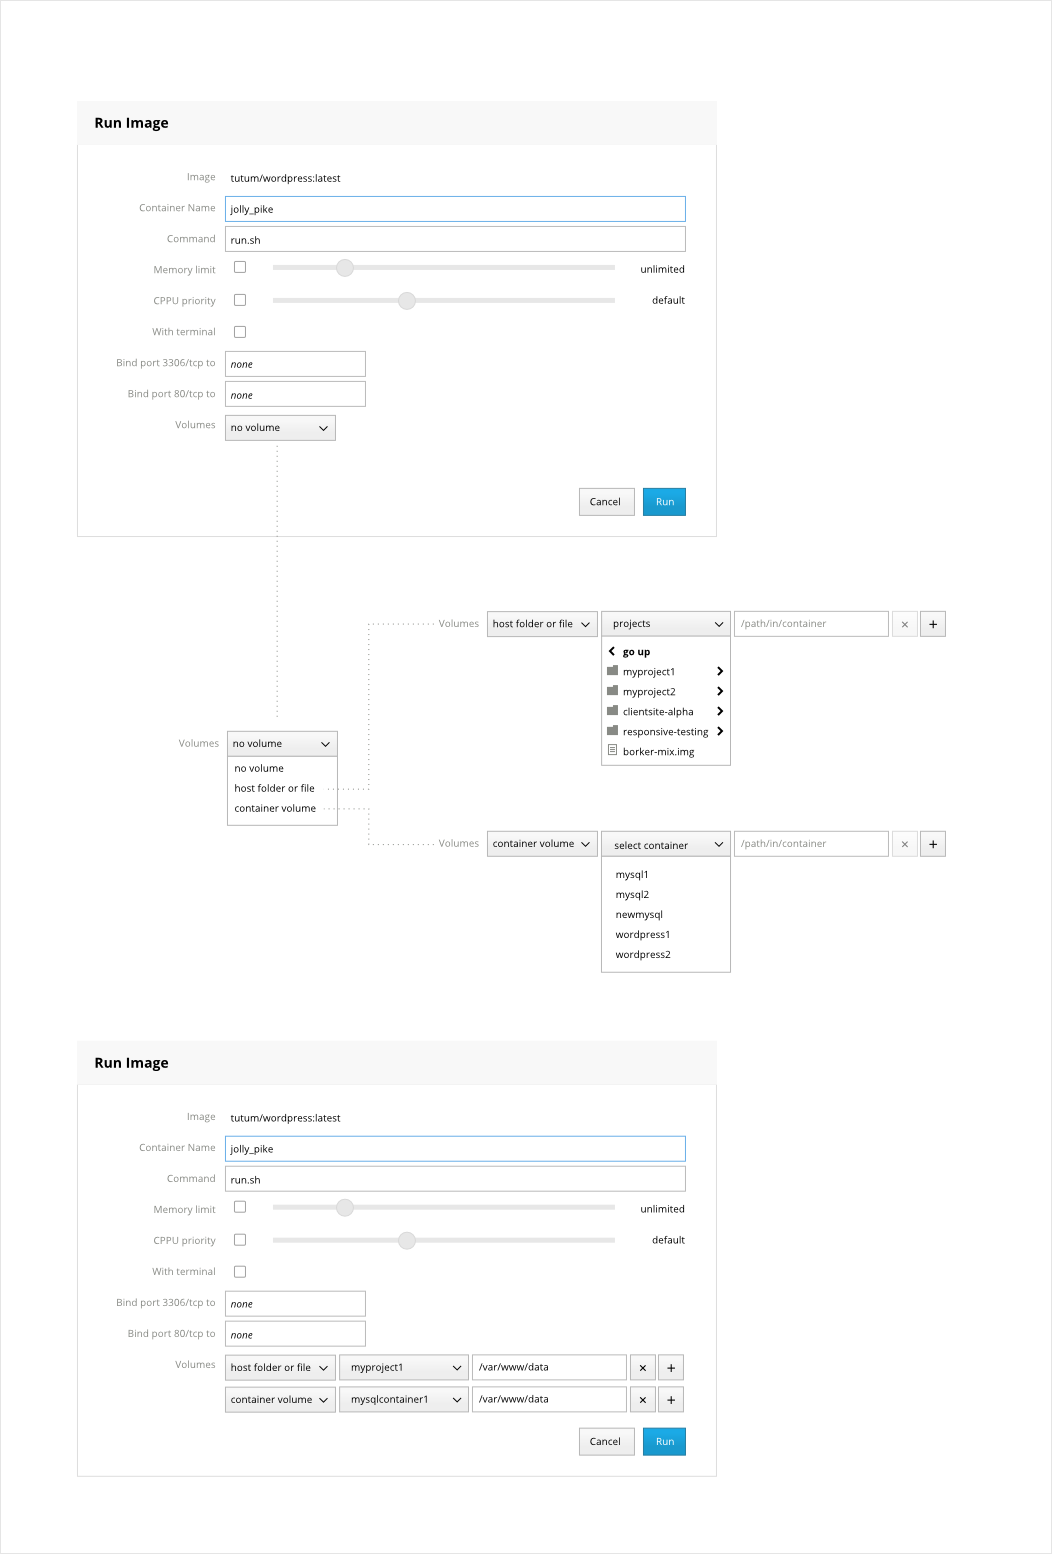 Run Image
Image tutum/wordpress:latest
Container Name jolly_pike
Command run.sh
Memory limit unlimited
CPPU priority default
With terminal
Bind port 3306/tcp to none
Bind port 80/tcp to none
Volumes no volume
Cancel Run
Volumes host folder or file projects /path/in/container × +
go up
myproject1
myproject2
clientsite-alpha
responsive-testing
borker-mix.img
Volumes no volume
no volume
host folder or file
container volume
Volumes container volume select container /path/in/container × +
mysql1
mysql2
newmysql
wordpress1
wordpress2
Run Image
Image tutum/wordpress:latest
Container Name jolly_pike
Command run.sh
Memory limit unlimited
CPPU priority default
With terminal
Bind port 3306/tcp to none
Bind port 80/tcp to none
Volumes host folder or file myproject1 /var/www/data × +
container volume mysqlcontainer1 /var/www/data × +
Cancel Run